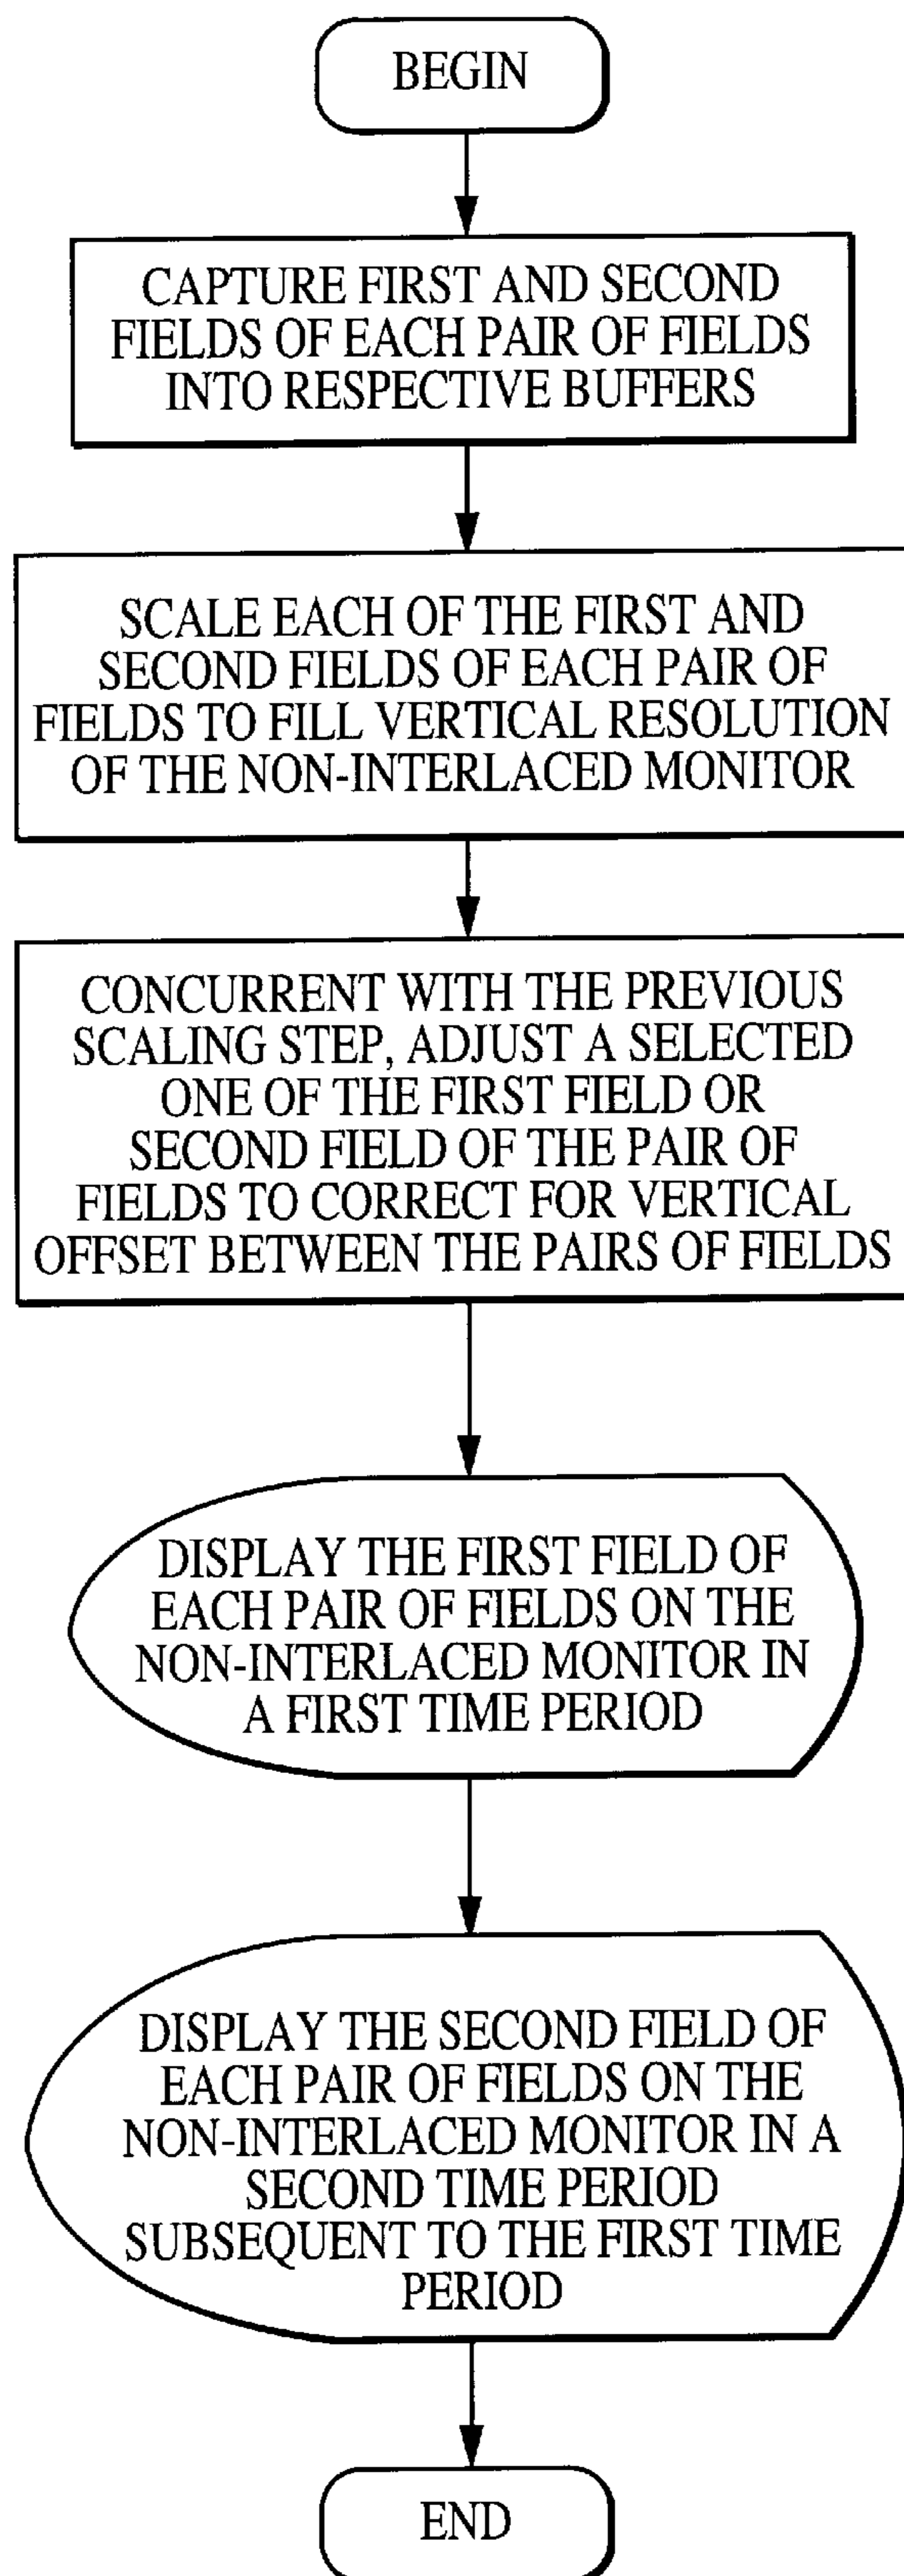 BEGIN
CAPTURE FIRST AND SECOND
FIELDS OF EACH PAIR OF FIELDS
INTO RESPECTIVE BUFFERS
SCALE EACH OF THE FIRST AND
SECOND FIELDS OF EACH PAIR OF
FIELDS TO FILL VERTICAL RESOLUTION
OF THE NON-INTERLACED MONITOR
CONCURRENT WITH THE PREVIOUS
SCALING STEP, ADJUST A SELECTED
ONE OF THE FIRST FIELD OR
SECOND FIELD OF THE PAIR OF
FIELDS TO CORRECT FOR VERTICAL
OFFSET BETWEEN THE PAIRS OF FIELDS
DISPLAY THE FIRST FIELD OF
EACH PAIR OF FIELDS ON THE
NON-INTERLACED MONITOR IN
A FIRST TIME PERIOD
DISPLAY THE SECOND FIELD OF
EACH PAIR OF FIELDS ON THE
NON-INTERLACED MONITOR IN A
SECOND TIME PERIOD
SUBSEQUENT TO THE FIRST TIME
PERIOD
END